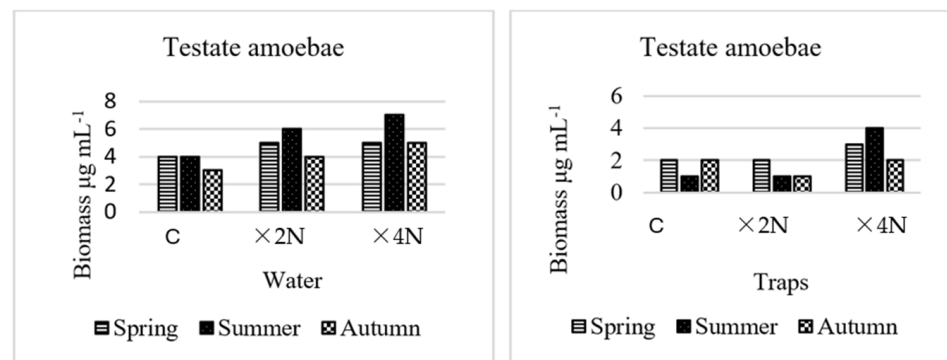 Testate amoebae
Biomass µg mL⁻¹
8
6
4
2
0
C ×2N ×4N
Water
Spring Summer Autumn
Testate amoebae
Biomass µg mL⁻¹
6
4
2
0
C ×2N ×4N
Traps
Spring Summer Autumn